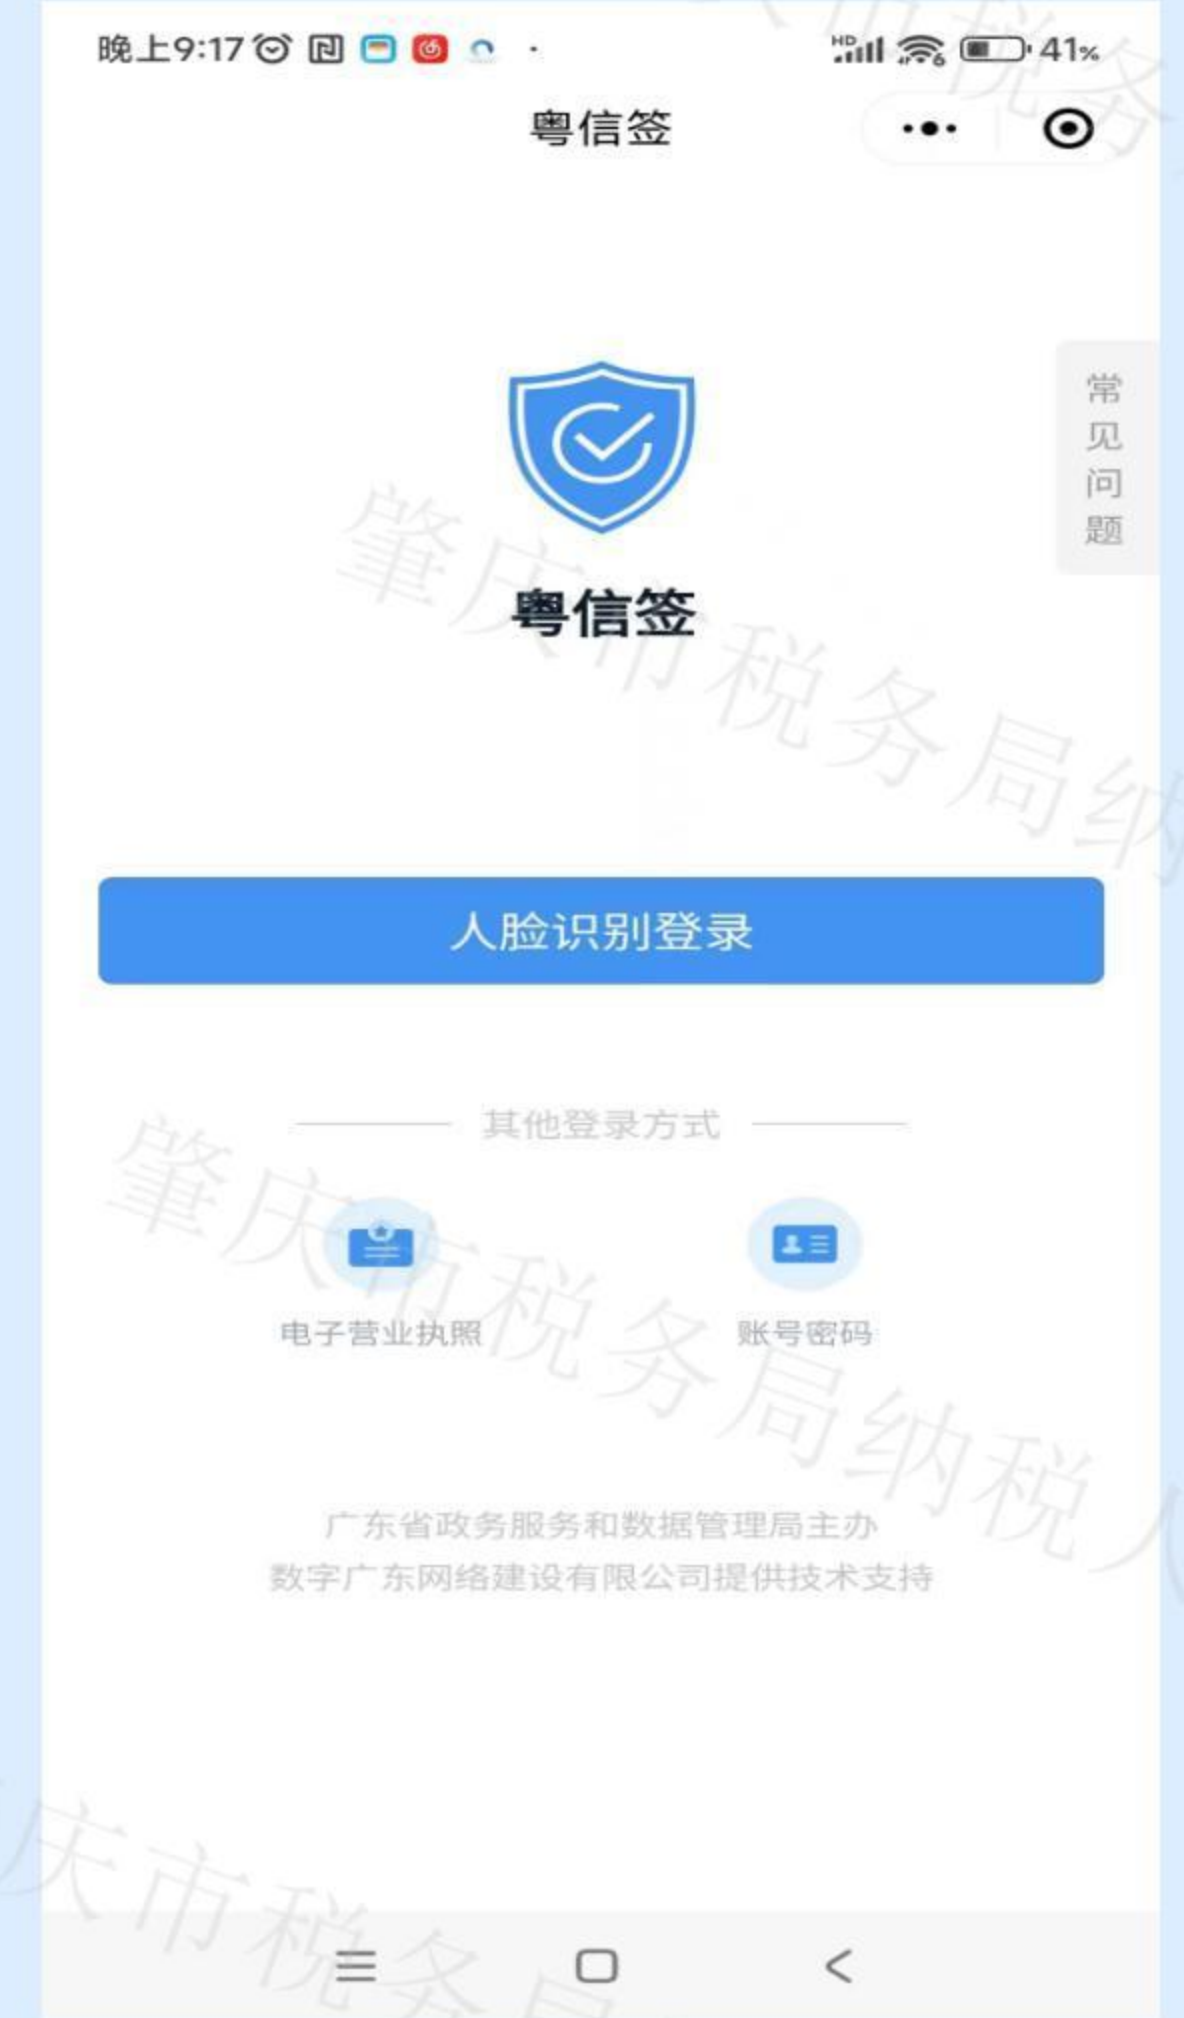 晚上9:17 41%
粤信签
常见问题
粤信签
人脸识别登录
其他登录方式
电子营业执照 账号密码
广东省政务服务和数据管理局主办
数字广东网络建设有限公司提供技术支持
肇庆市税务局纳
肇庆市税务局纳税人
庆市税务局
税务